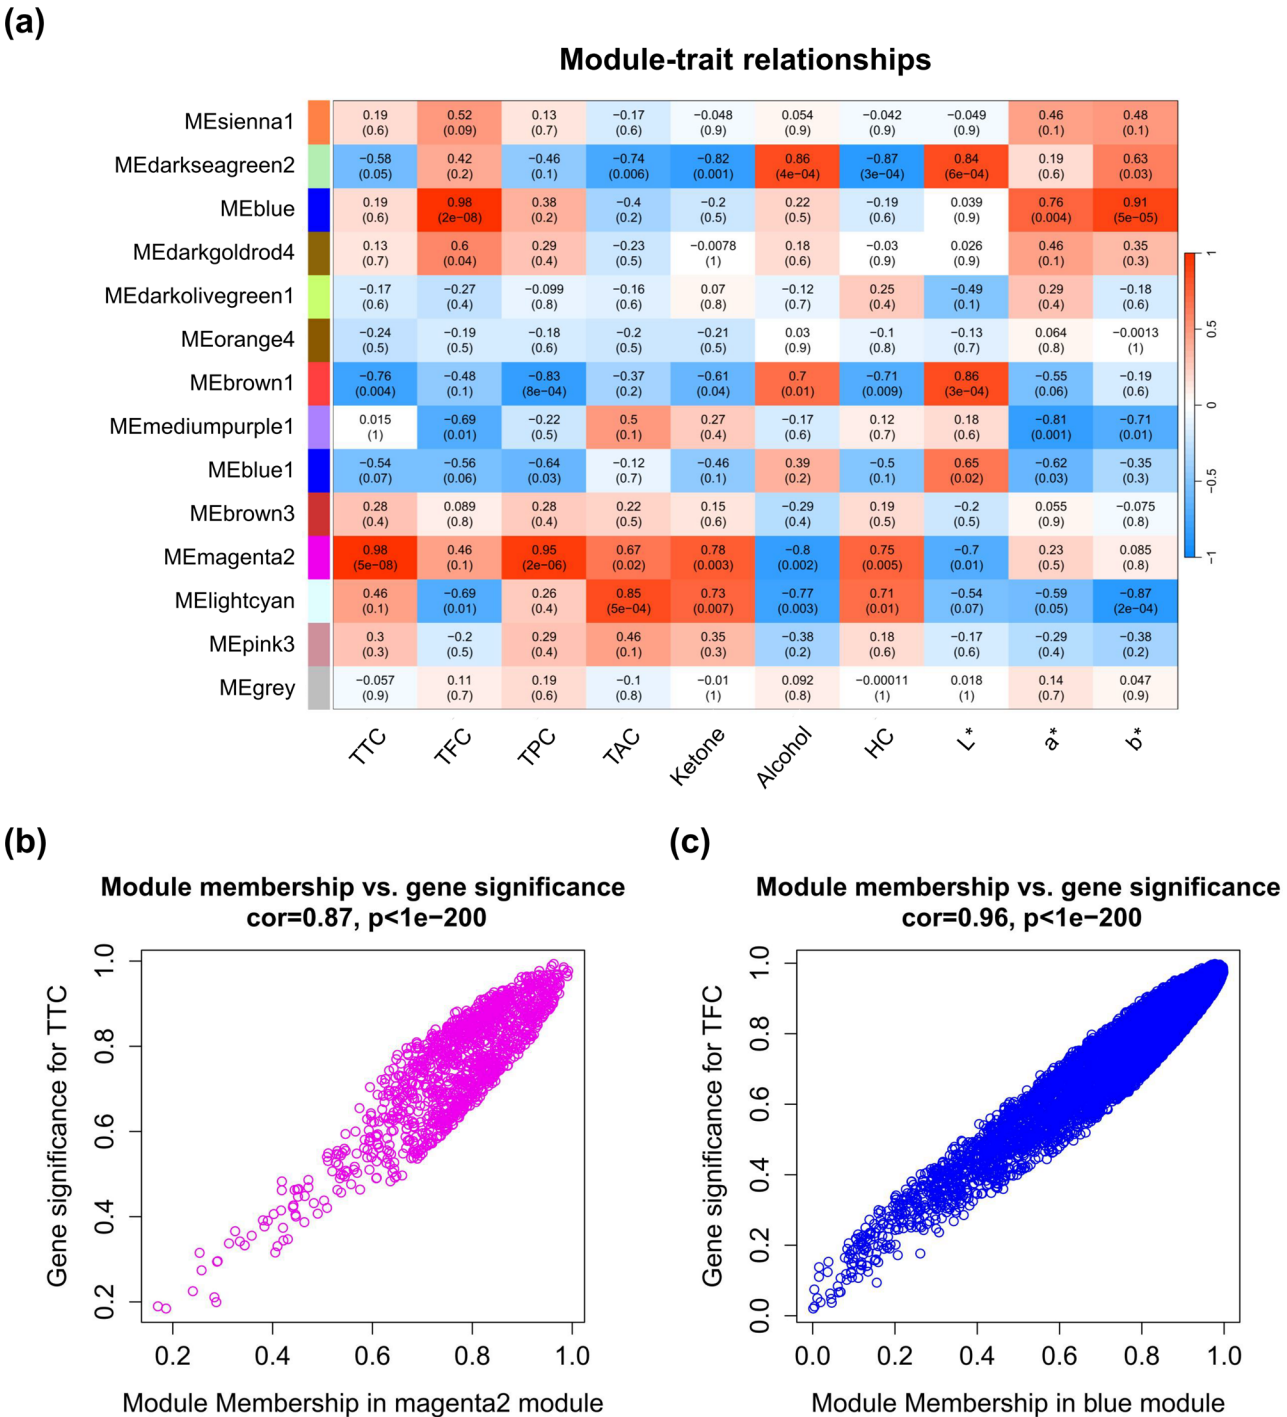 (a)
Module-trait relationships
MEsienna1 0.19 0.52 0.13 −0.17 −0.048 0.054 −0.042 −0.049 0.46 0.48
(0.6) (0.09) (0.7) (0.6) (0.9) (0.9) (0.9) (0.9) (0.1) (0.1)
MEdarkseagreen2 −0.58 0.42 −0.46 −0.74 −0.82 0.86 −0.87 0.84 0.19 0.63
(0.05) (0.2) (0.1) (0.006) (0.001) (4e−04) (3e−04) (6e−04) (0.6) (0.03)
MEblue 0.19 0.98 0.38 −0.4 −0.2 0.22 −0.19 0.039 0.76 0.91
(0.6) (2e−08) (0.2) (0.2) (0.5) (0.5) (0.6) (0.9) (0.004) (5e−05)
MEdarkgoldrod4 0.13 0.6 0.29 −0.23 −0.0078 0.18 −0.03 0.026 0.46 0.35
(0.7) (0.04) (0.4) (0.5) (1) (0.6) (0.9) (0.9) (0.1) (0.3)
MEdarkolivegreen1 −0.17 −0.27 −0.099 −0.16 0.07 −0.12 0.25 −0.49 0.29 −0.18
(0.6) (0.4) (0.8) (0.6) (0.8) (0.7) (0.4) (0.1) (0.4) (0.6)
MEorange4 −0.24 −0.19 −0.18 −0.2 −0.21 0.03 −0.1 −0.13 0.064 −0.0013
(0.5) (0.5) (0.6) (0.5) (0.5) (0.9) (0.8) (0.7) (0.8) (1)
MEbrown1 −0.76 −0.48 −0.83 −0.37 −0.61 0.7 −0.71 0.86 −0.55 −0.19
(0.004) (0.1) (8e−04) (0.2) (0.04) (0.01) (0.009) (3e−04) (0.06) (0.6)
MEmediumpurple1 0.015 −0.69 −0.22 0.5 0.27 −0.17 0.12 0.18 −0.81 −0.71
(1) (0.01) (0.5) (0.1) (0.4) (0.6) (0.7) (0.6) (0.001) (0.01)
MEblue1 −0.54 −0.56 −0.64 −0.12 −0.46 0.39 −0.5 0.65 −0.62 −0.35
(0.07) (0.06) (0.03) (0.7) (0.1) (0.2) (0.1) (0.02) (0.03) (0.3)
MEbrown3 0.28 0.089 0.28 0.22 0.15 −0.29 0.19 −0.2 0.055 −0.075
(0.4) (0.8) (0.4) (0.5) (0.6) (0.4) (0.5) (0.5) (0.9) (0.8)
MEmagenta2 0.98 0.46 0.95 0.67 0.78 −0.8 0.75 −0.7 0.23 0.085
(5e−08) (0.1) (2e−06) (0.02) (0.003) (0.002) (0.005) (0.01) (0.5) (0.8)
MElightcyan 0.46 −0.69 0.26 0.85 0.73 −0.77 0.71 −0.54 −0.59 −0.87
(0.1) (0.01) (0.4) (5e−04) (0.007) (0.003) (0.01) (0.07) (0.05) (2e−04)
MEpink3 0.3 −0.2 0.29 0.46 0.35 −0.38 0.18 −0.17 −0.29 −0.38
(0.3) (0.5) (0.4) (0.1) (0.3) (0.2) (0.6) (0.6) (0.4) (0.2)
MEgrey −0.057 0.11 0.19 −0.1 −0.01 0.092 −0.00011 0.018 0.14 0.047
(0.9) (0.7) (0.6) (0.8) (1) (0.8) (1) (1) (0.7) (0.9)
TTC TFC TPC TAC Ketone Alcohol HC L* a* b*
1
0.5
0
−0.5
−1
(b)
Module membership vs. gene significance
cor=0.87, p<1e−200
Gene significance for TTC
1.0
0.8
0.6
0.4
0.2
0.2 0.4 0.6 0.8 1.0
Module Membership in magenta2 module
(c)
Module membership vs. gene significance
cor=0.96, p<1e−200
Gene significance for TFC
1.0
0.8
0.6
0.4
0.2
0.0
0.0 0.2 0.4 0.6 0.8 1.0
Module Membership in blue module